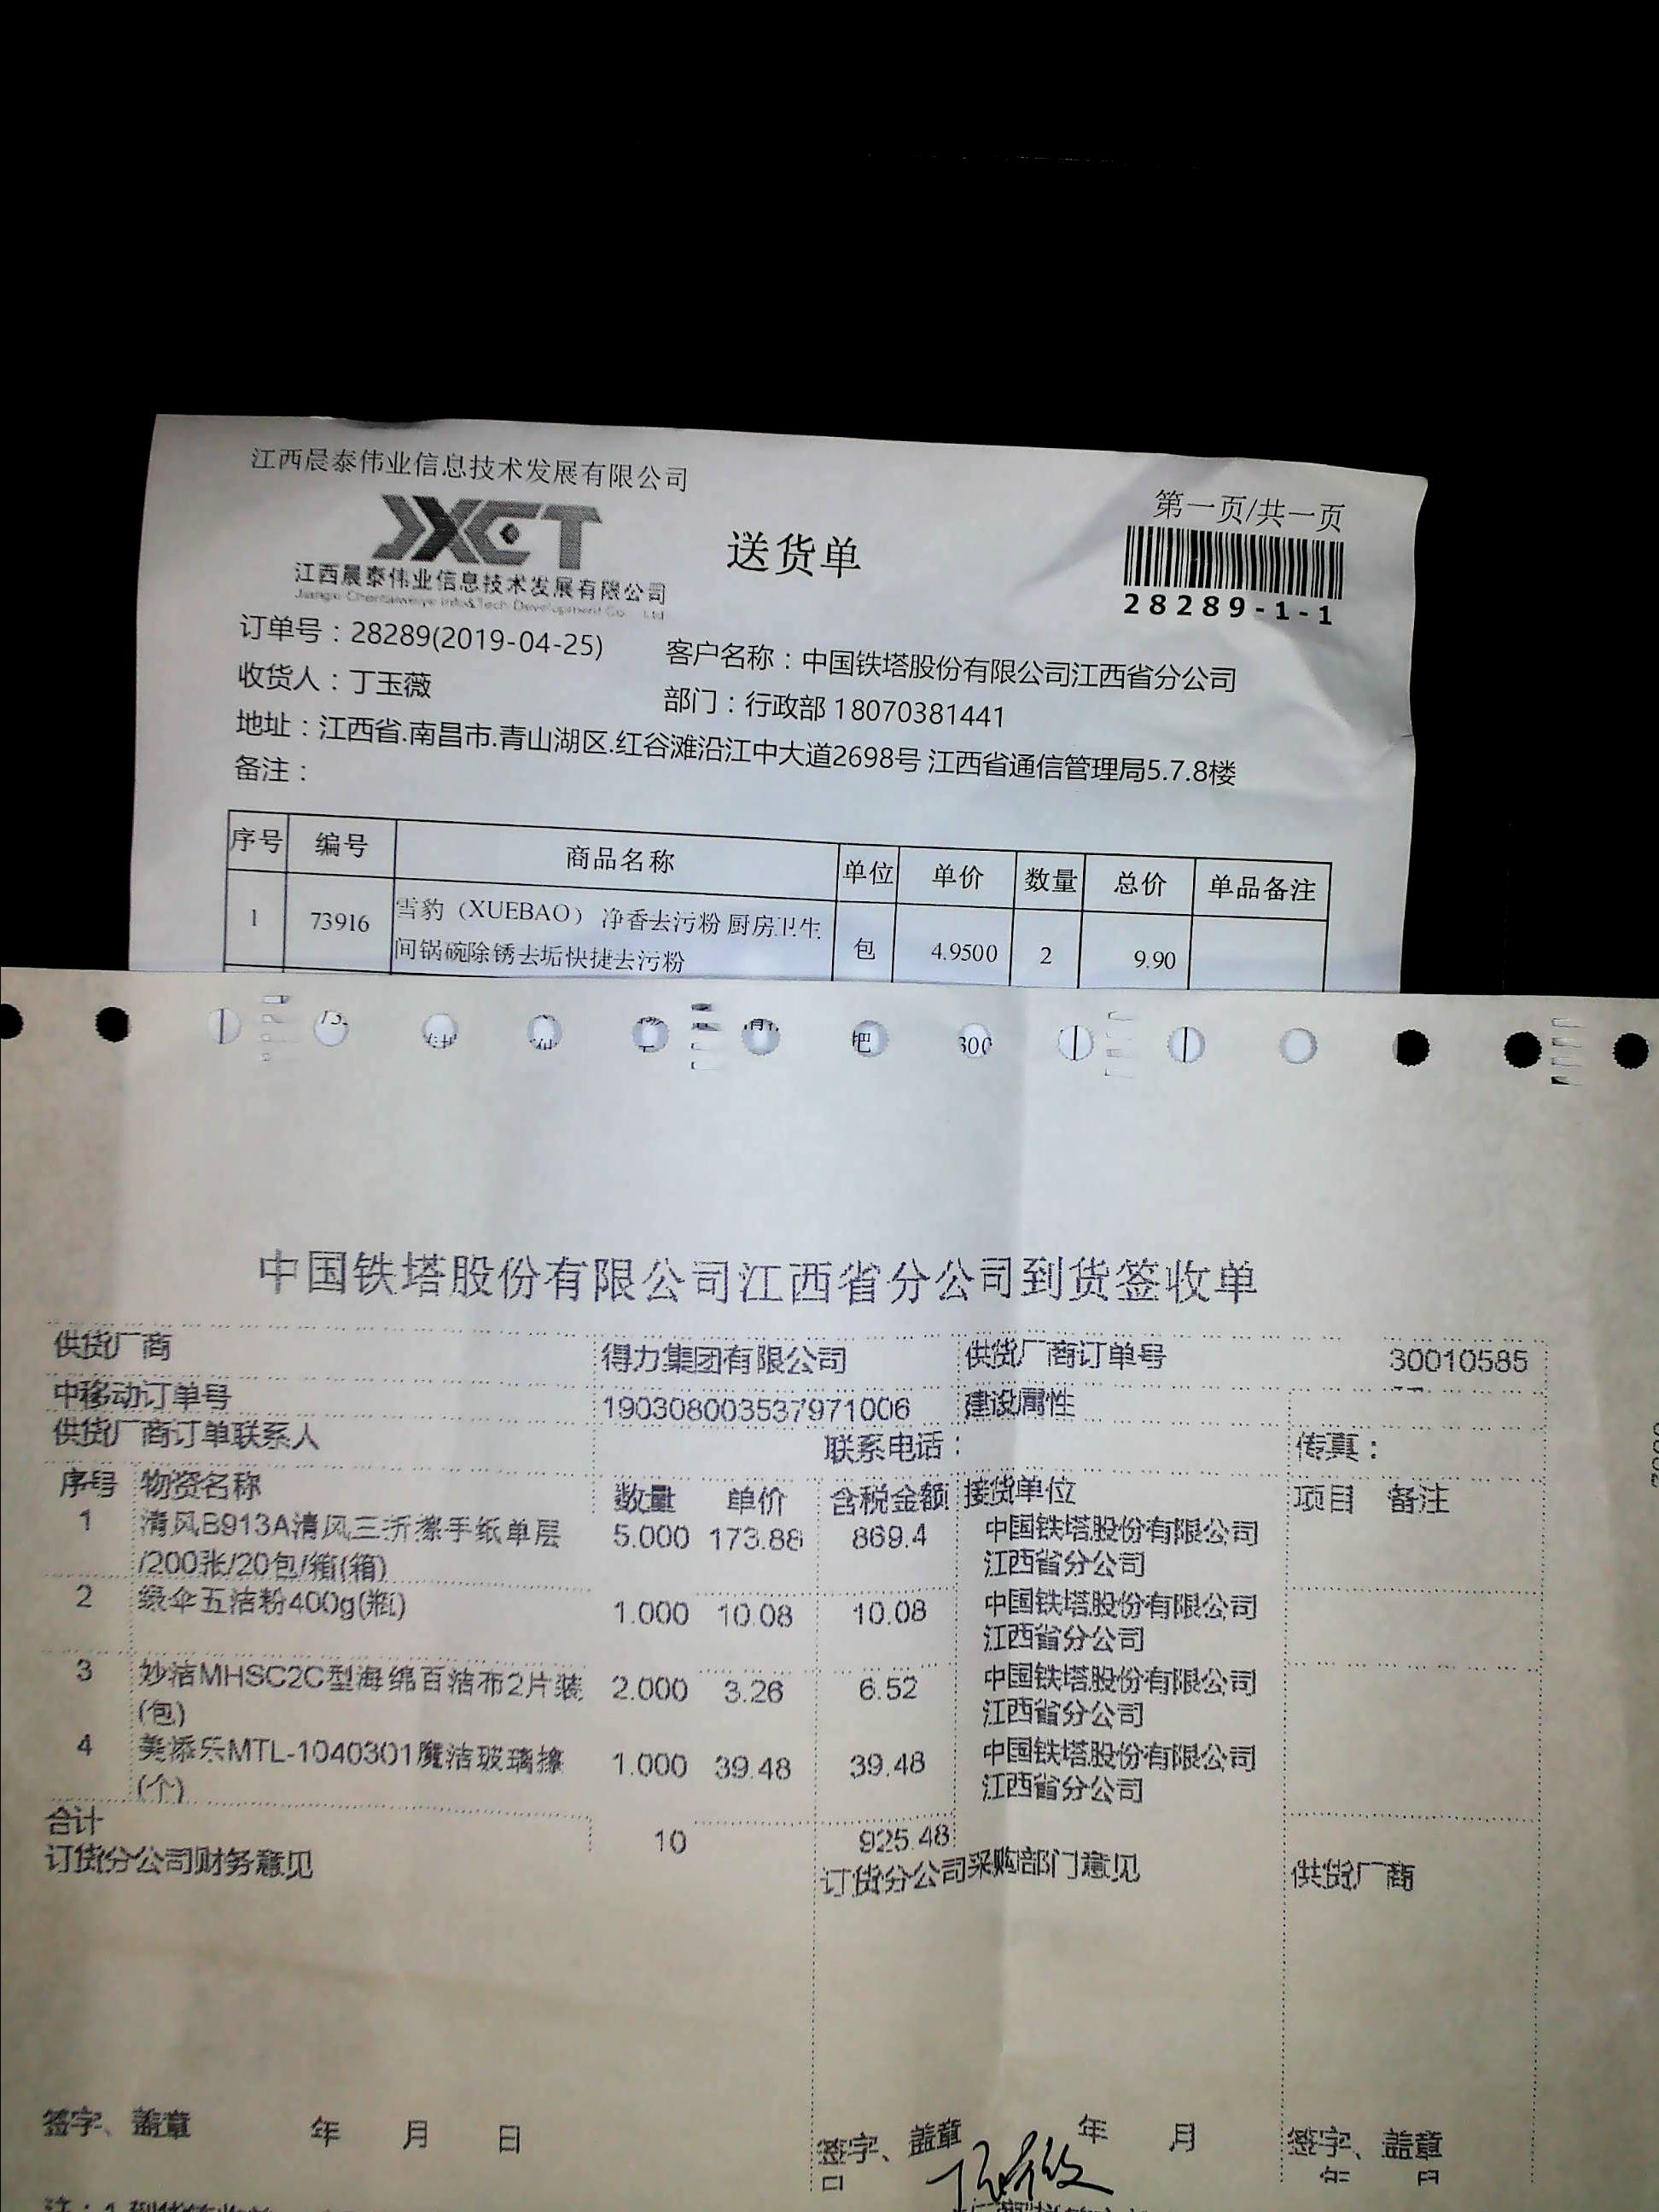 江西晨泰伟业信息技术发展有限公司
第一页/共一页
JXCT
送货单
江西晨泰伟业信息技术发展有限公司
28289-1-1
订单号：28289(2019-04-25) 客户名称：中国铁塔股份有限公司江西省分公司
收货人：丁玉薇 部门：行政部 18070381441
地址：江西省.南昌市.青山湖区.红谷滩沿江中大道2698号 江西省通信管理局5.7.8楼
备注：
序号 编号 商品名称 单位 单价 数量 总价 单品备注
1 73916 雪豹（XUEBAO） 净香去污粉 厨房卫生 包 4.9500 2 9.90
间锅碗除锈去垢快捷去污粉
把 300
中国铁塔股份有限公司江西省分公司到货签收单
供货厂商 得力集团有限公司 供货厂商订单号 30010585
中移动订单号 190308003537971006 建设属性
供货厂商订单联系人 联系电话： 传真：
序号 物资名称 数量 单价 含税金额 接货单位 项目 备注
1 清风B913A清风三折擦手纸单层 5.000 173.88 869.4 中国铁塔股份有限公司
/200张/20包/箱(箱) 江西省分公司
2 绿伞五洁粉400g(瓶) 1.000 10.08 10.08 中国铁塔股份有限公司
江西省分公司
3 妙洁MHSC2C型海绵百洁布2片装 2.000 3.26 6.52 中国铁塔股份有限公司
(包) 江西省分公司
4 美添乐MTL-1040301魔洁玻璃擦 1.000 39.48 39.48 中国铁塔股份有限公司
(个) 江西省分公司
合计 10 925.48
订货分公司财务意见 订货分公司采购部门意见 供货厂商
签字、盖章 年 月 日 签字、盖章 年 月 签字、盖章
日 年 日